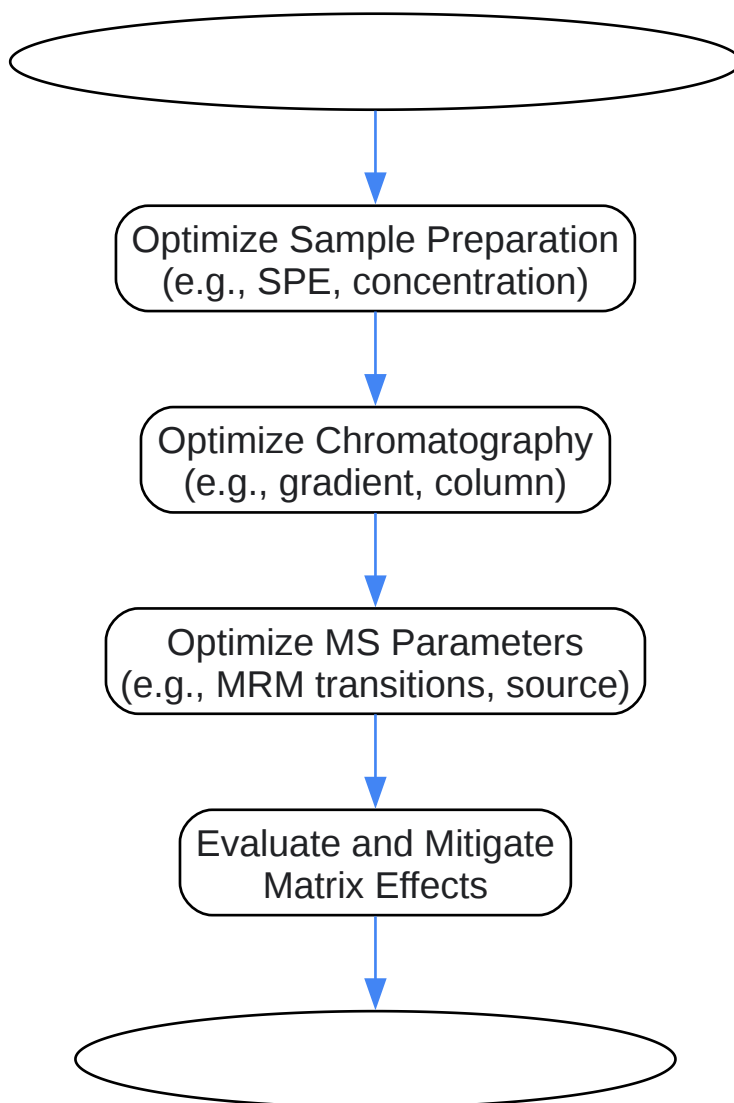 Optimize Sample Preparation
(e.g., SPE, concentration)
Optimize Chromatography
(e.g., gradient, column)
Optimize MS Parameters
(e.g., MRM transitions, source)
Evaluate and Mitigate
Matrix Effects